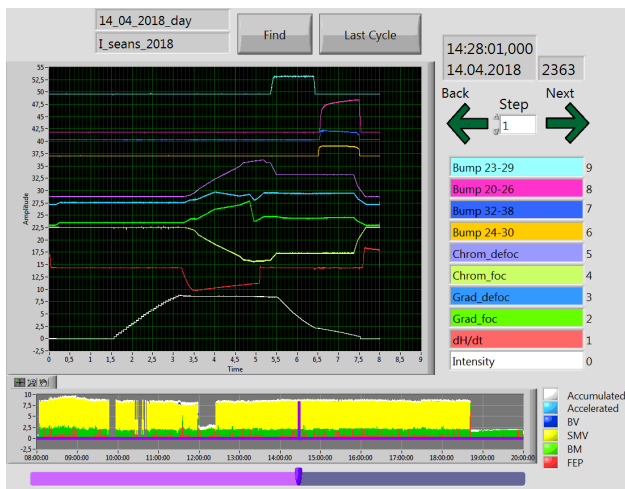 14_04_2018_day
I_seans_2018
Find
Last Cycle
14:28:01,000
14.04.2018
2363
Back
Next
Step
1
55
52,5
50
47,5
45
42,5
40
37,5
35
32,5
30
27,5
25
22,5
20
17,5
15
12,5
10
7,5
5
2,5
0
-2,5
Amplitude
0 0,5 1 1,5 2 2,5 3 3,5 4 4,5 5 5,5 6 6,5 7 7,5 8 8,5 9
Time
Bump 23-29 9
Bump 20-26 8
Bump 32-38 7
Bump 24-30 6
Chrom_defoc 5
Chrom_foc 4
Grad_defoc 3
Grad_foc 2
dH/dt 1
Intensity 0
10
7,5
5
2,5
0
-2,5
08:00:00 09:00:00 10:00:00 11:00:00 12:00:00 13:00:00 14:00:00 15:00:00 16:00:00 17:00:00 18:00:00 19:00:00 20:00:00
Accumulated
Accelerated
BV
SMV
BM
FEP